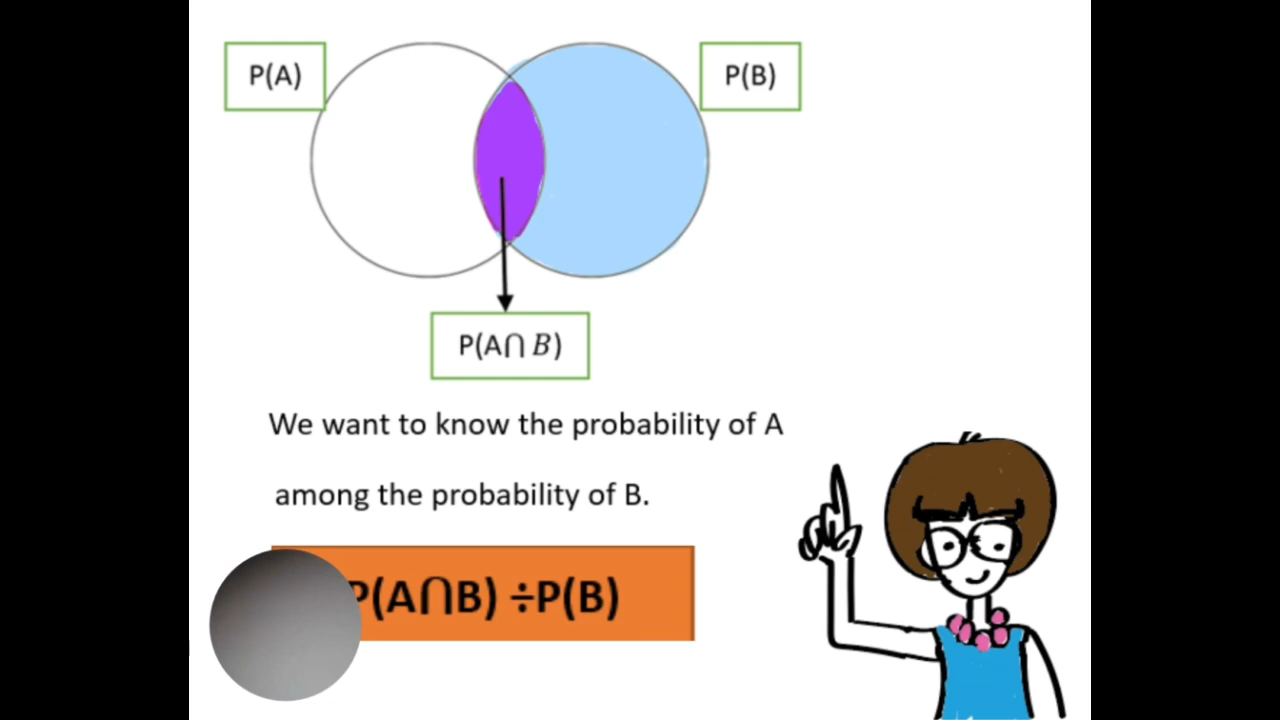 P(A)
P(B)
P(A∩ B)
We want to know the probability of A
among the probability of B.
P(A∩B) ÷P(B)